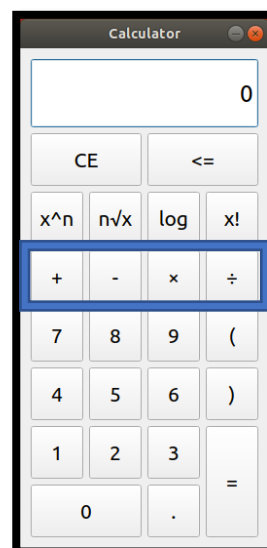 Calculator
0
CE <=
x^n n√x log x!
+ - × ÷
7 8 9 (
4 5 6 )
1 2 3
=
0 .